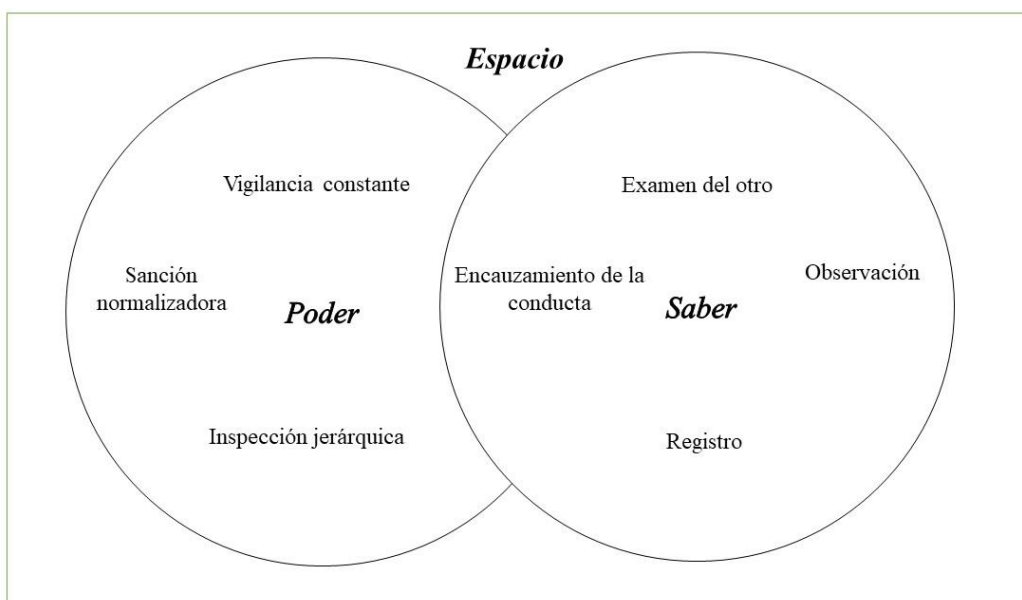 Espacio
Vigilancia constante
Examen del otro
Sanción
normalizadora
Encauzamiento de la
conducta
Observación
Poder
Saber
Inspección jerárquica
Registro